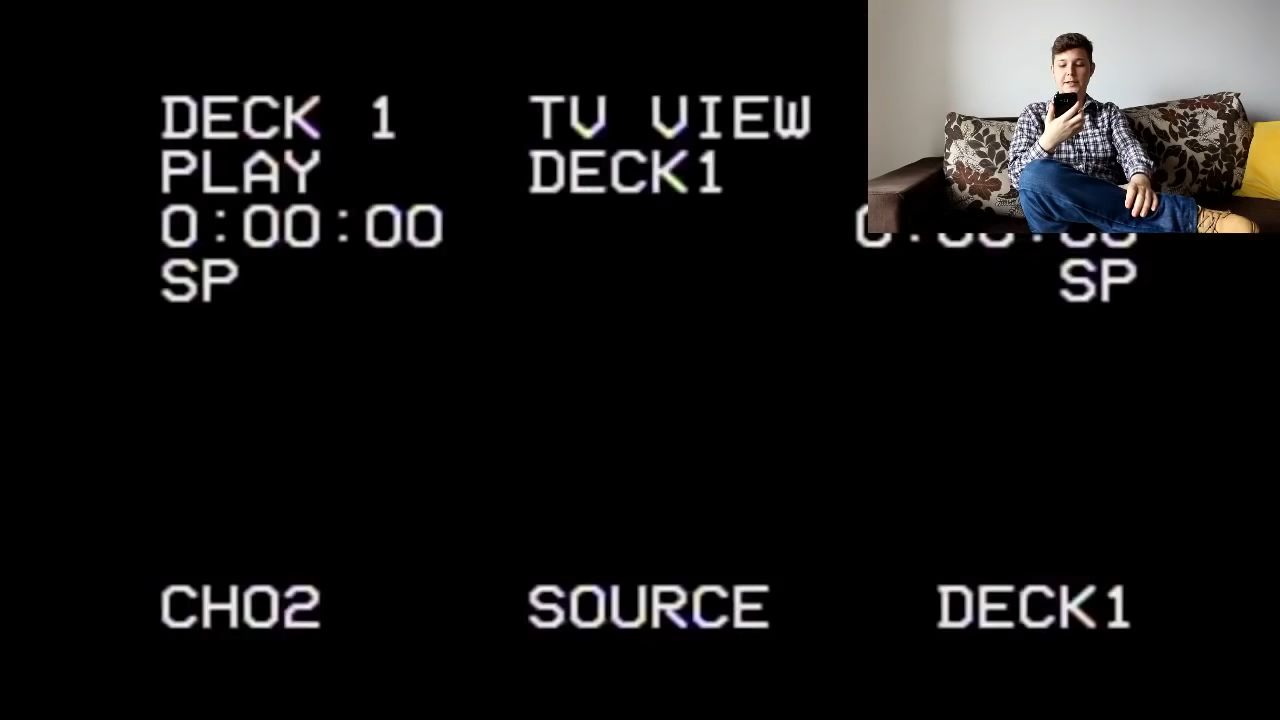 DECK 1 TV VIEW
PLAY DECK1
0:00:00
SP SP
CH02 SOURCE DECK1